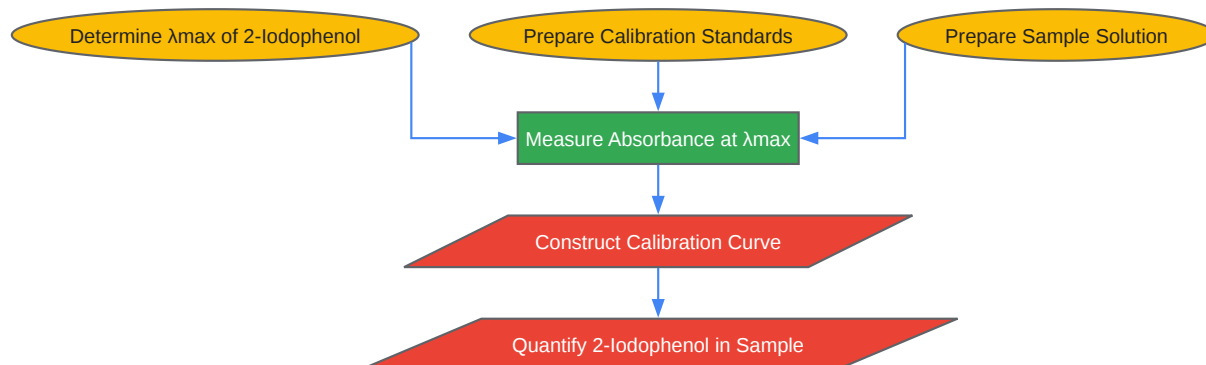 Determine λmax of 2-Iodophenol
Prepare Calibration Standards
Prepare Sample Solution
Measure Absorbance at λmax
Construct Calibration Curve
Quantify 2-Iodophenol in Sample